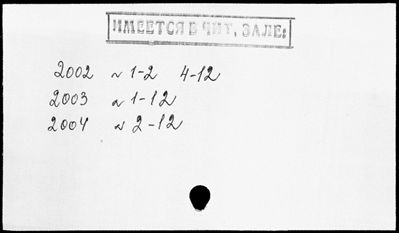 ИМЕЕТСЯ В ЧИТ. ЗАЛЕ:
2002 № 1-2 4-12
2003 № 1-12
2004 № 2-12